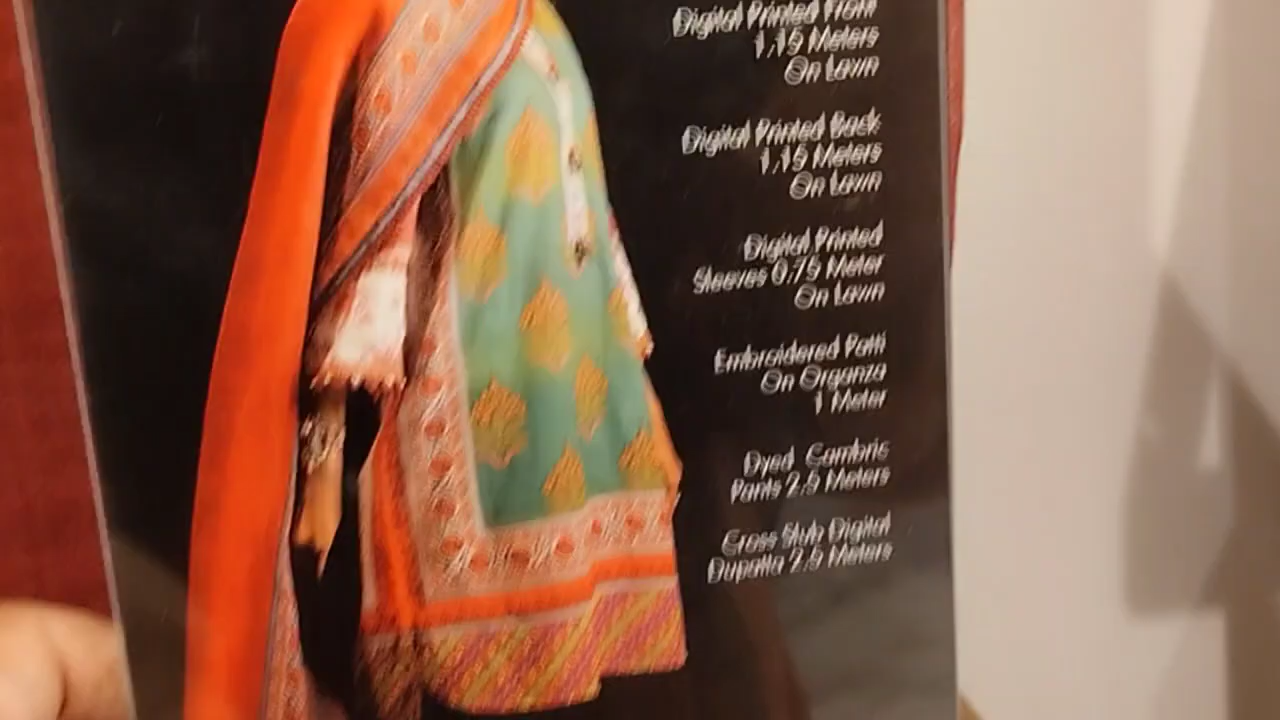 Digital Printed Front
1.15 Meters
On Lawn
Digital Printed Back
1.15 Meters
On Lawn
Digital Printed
Sleeves 0.75 Meter
On Lawn
Embroidered Patti
On Organza
1 Meter
Dyed Cambric
Pants 2.5 Meters
Cross Slub Digital
Dupatta 2.5 Meters